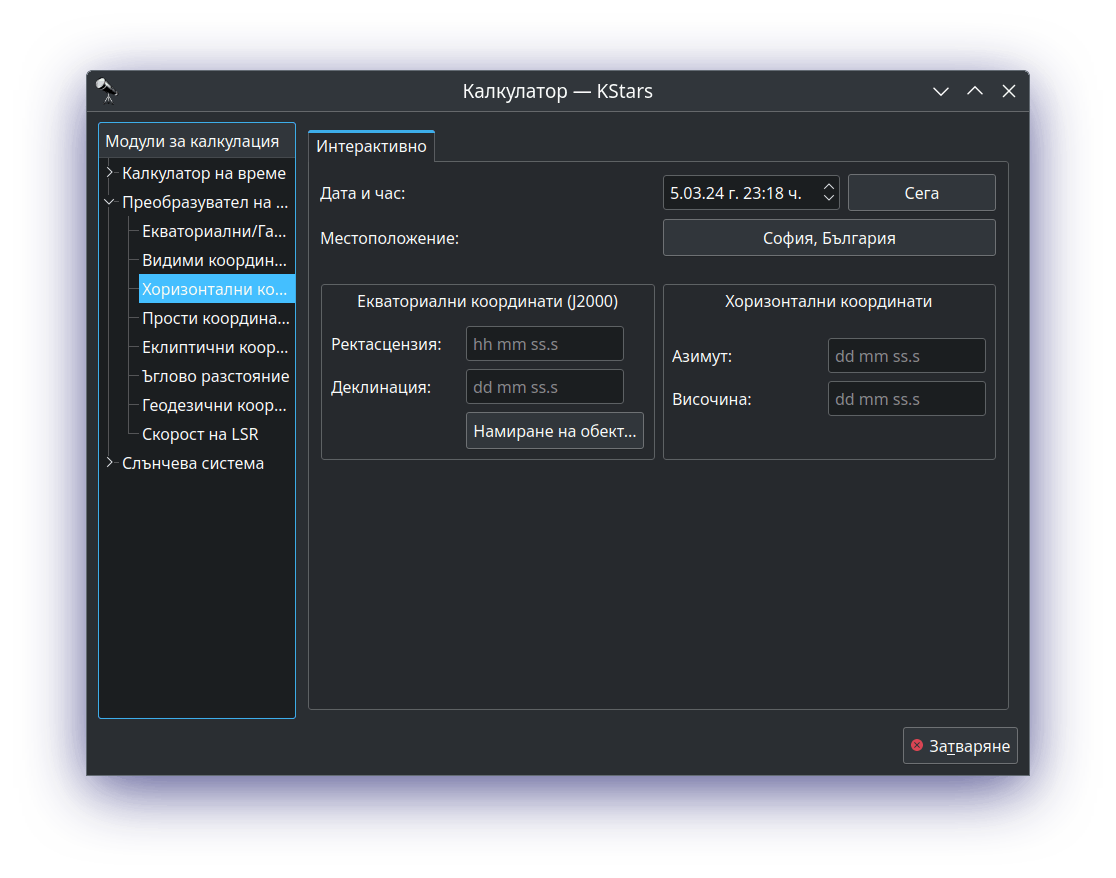 Калкулатор — KStars
Модули за калкулация
Калкулатор на време
Преобразувател на ...
Екваториални/Га...
Видими координ...
Хоризонтални ко...
Прости координа...
Еклиптични коор...
Ъглово разстояние
Геодезични коор...
Скорост на LSR
Слънчева система
Интерактивно
Дата и час:
5.03.24 г. 23:18 ч.
Сега
Местоположение:
София, България
Екваториални координати (J2000)
Ректасцензия:
hh mm ss.s
Деклинация:
dd mm ss.s
Намиране на обект...
Хоризонтални координати
Азимут:
dd mm ss.s
Височина:
dd mm ss.s
Затваряне